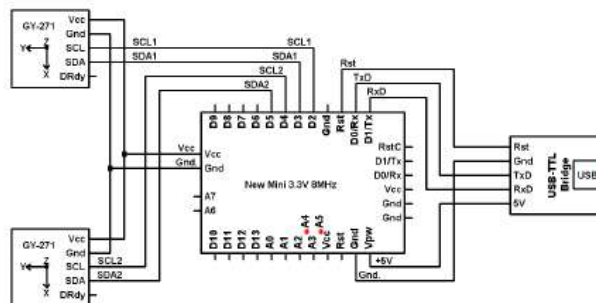 GY-271
Vcc
Gnd
SCL
SDA
DRdy
Z
Y
X
SCL1
SDA1
SCL2
SDA2
SCL1
SDA1
SCL2
SDA2
Rst
TxD
RxD
D9
D8
D7
D6
D5
D4
D3
D2
Gnd
Rst
D0/Rx
D1/Tx
Vcc
Gnd.
Vcc
Gnd
A7
A6
New Mini 3.3V 8MHz
RstC
D1/Tx
D0/Rx
Vcc
Gnd
Gnd
Rst
Gnd
TxD
RxD
5V
USB-TTL
Bridge
USB
A4
A5
D10
D11
D12
D13
A0
A1
A2
A3
Vcc
Rst
Gnd
Vpw
+5V
Gnd.
GY-271
Vcc
Gnd
SCL
SDA
DRdy
Z
Y
X
SCL2
SDA2